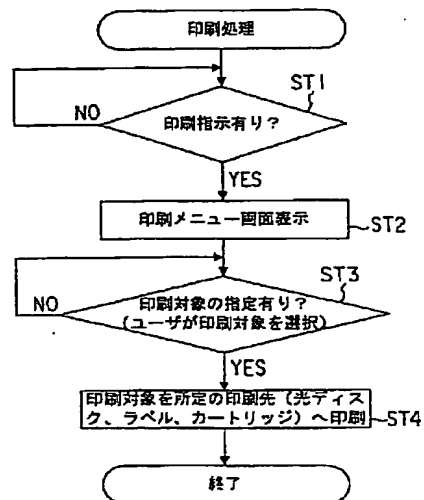 印刷処理
ST1
NO
印刷指示有り?
YES
印刷メニュー画面表示
ST2
ST3
NO
印刷対象の指定有り?
(ユーザが印刷対象を選択)
YES
印刷対象を所定の印刷先(光ディス
ク、ラベル、カートリッジ)へ印刷
ST4
終了